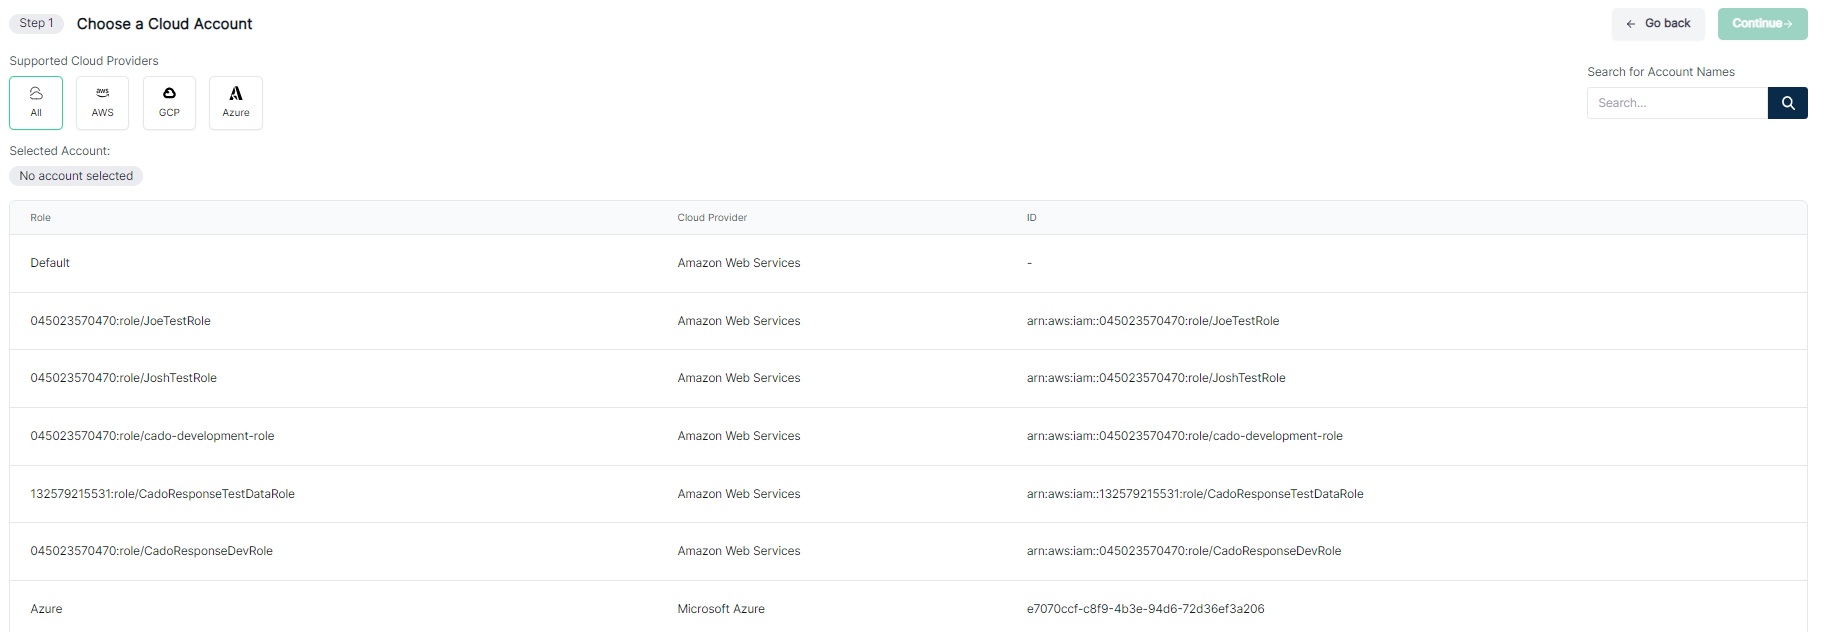 Step 1 Choose a Cloud Account
← Go back
Continue→
Supported Cloud Providers
aws
All AWS GCP Azure
Search for Account Names
Search...
Selected Account:
No account selected
Role Cloud Provider ID
Default Amazon Web Services -
045023570470:role/JoeTestRole Amazon Web Services arn:aws:iam::045023570470:role/JoeTestRole
045023570470:role/JoshTestRole Amazon Web Services arn:aws:iam::045023570470:role/JoshTestRole
045023570470:role/cado-development-role Amazon Web Services arn:aws:iam::045023570470:role/cado-development-role
132579215531:role/CadoResponseTestDataRole Amazon Web Services arn:aws:iam::132579215531:role/CadoResponseTestDataRole
045023570470:role/CadoResponseDevRole Amazon Web Services arn:aws:iam::045023570470:role/CadoResponseDevRole
Azure Microsoft Azure e7070ccf-c8f9-4b3e-94d6-72d36ef3a206